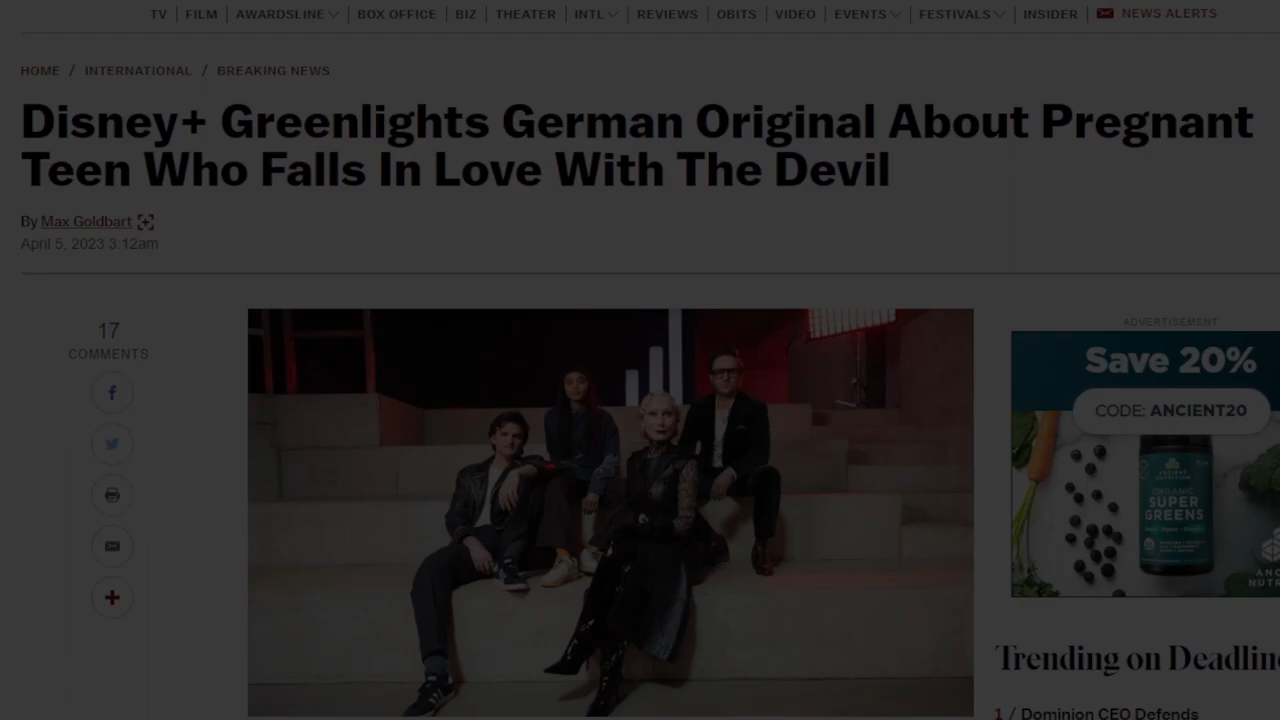 TV FILM AWARDSLINE BOX OFFICE BIZ THEATER INTL REVIEWS OBITS VIDEO EVENTS FESTIVALS INSIDER NEWS ALERTS
HOME / INTERNATIONAL / BREAKING NEWS
Disney+ Greenlights German Original About Pregnant
Teen Who Falls In Love With The Devil
By Max Goldbart
April 5, 2023 3:12am
17
COMMENTS
ADVERTISEMENT
Save 20%
CODE: ANCIENT20
ANCIENT
NUTRITION
ORGANIC
SUPER
GREENS
Trending on
1 / Dominion CEO Defends